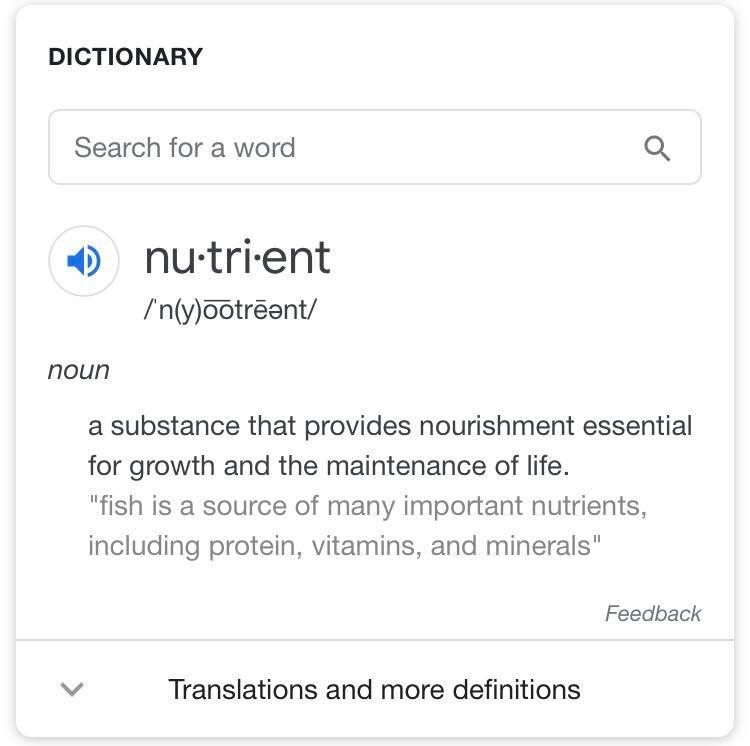 DICTIONARY
Search for a word
nu·tri·ent
/ˈn(y)o͞otrēənt/
noun
a substance that provides nourishment essential
for growth and the maintenance of life.
"fish is a source of many important nutrients,
including protein, vitamins, and minerals"
Feedback
Translations and more definitions